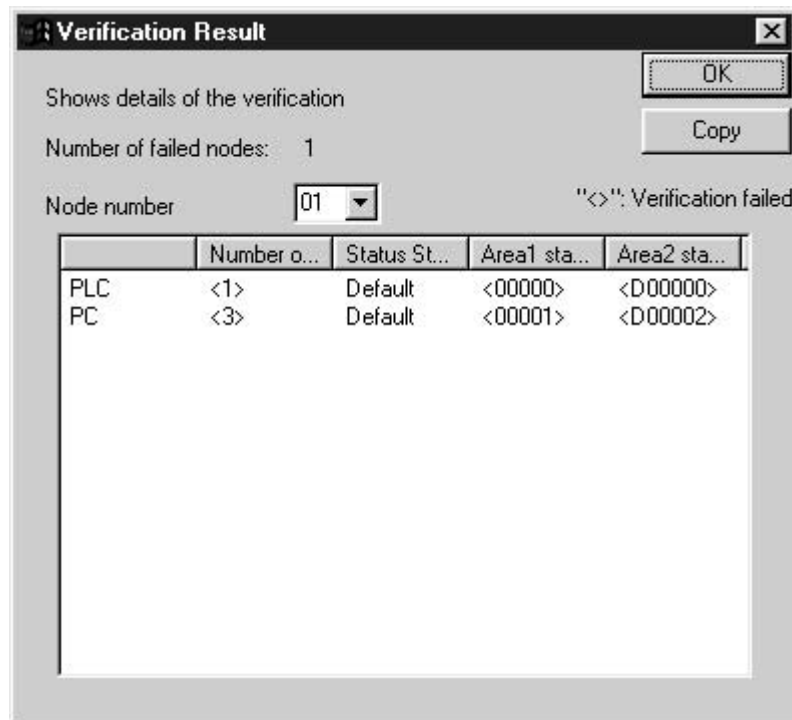 Verification Result
OK
Shows details of the verification
Copy
Number of failed nodes: 1
Node number 01 "<>": Verification failed
Number o... Status St... Area1 sta... Area2 sta...
PLC <1> Default <00000> <D00000>
PC <3> Default <00001> <D00002>